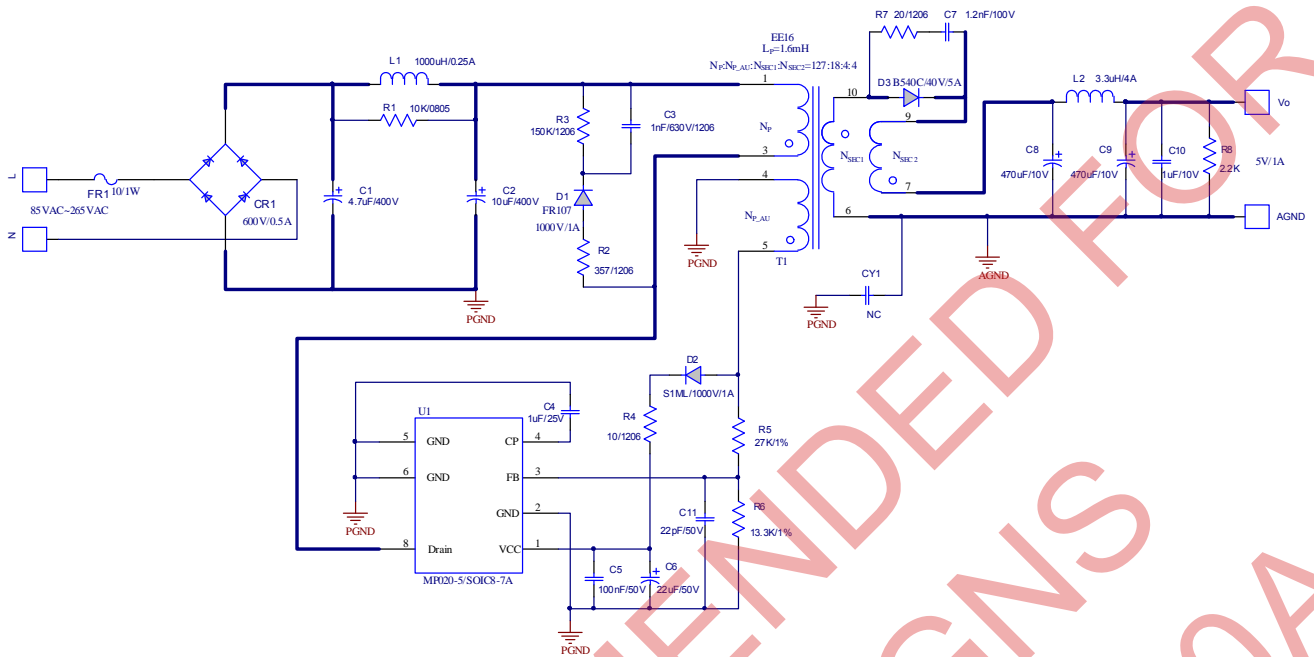 R7 20/1206
C7 1.2nF/100V
EE16
LP=1.6mH
NP:NP_AU:NSEC1:NSEC2=127:18:4:4
L1 1000uH/0.25A
D3 B540C/40V/5A
L2 3.3uH/4A
1
10
R1 10K/0805
R3
150K/1206
C3
1nF/630V/1206
9
Vo
NP
3
NSEC1
NSEC2
C8
470uF/10V
C9
470uF/10V
C10
1uF/10V
R8
2.2K
5V/1A
L
FR1 10/1W
4
7
85VAC~265VAC
CR1
600V/0.5A
C1
4.7uF/400V
C2
10uF/400V
D1
FR107
1000V/1A
NP_AU
6
AGND
N
R2
357/1206
5
T1
PGND
AGND
CY1
NC
PGND
PGND
D2
S1ML/1000V/1A
U1
C4
1uF/25V
R4
10/1206
R5
27K/1%
5 GND
CP 4
6 GND
FB 3
GND 2
8 Drain
VCC 1
PGND
C11
22pF/50V
R6
13.3K/1%
C5
100nF/50V
C6
22uF/50V
MP020-5/SOIC8-7A
PGND
ENDED FOR
GNS
0A